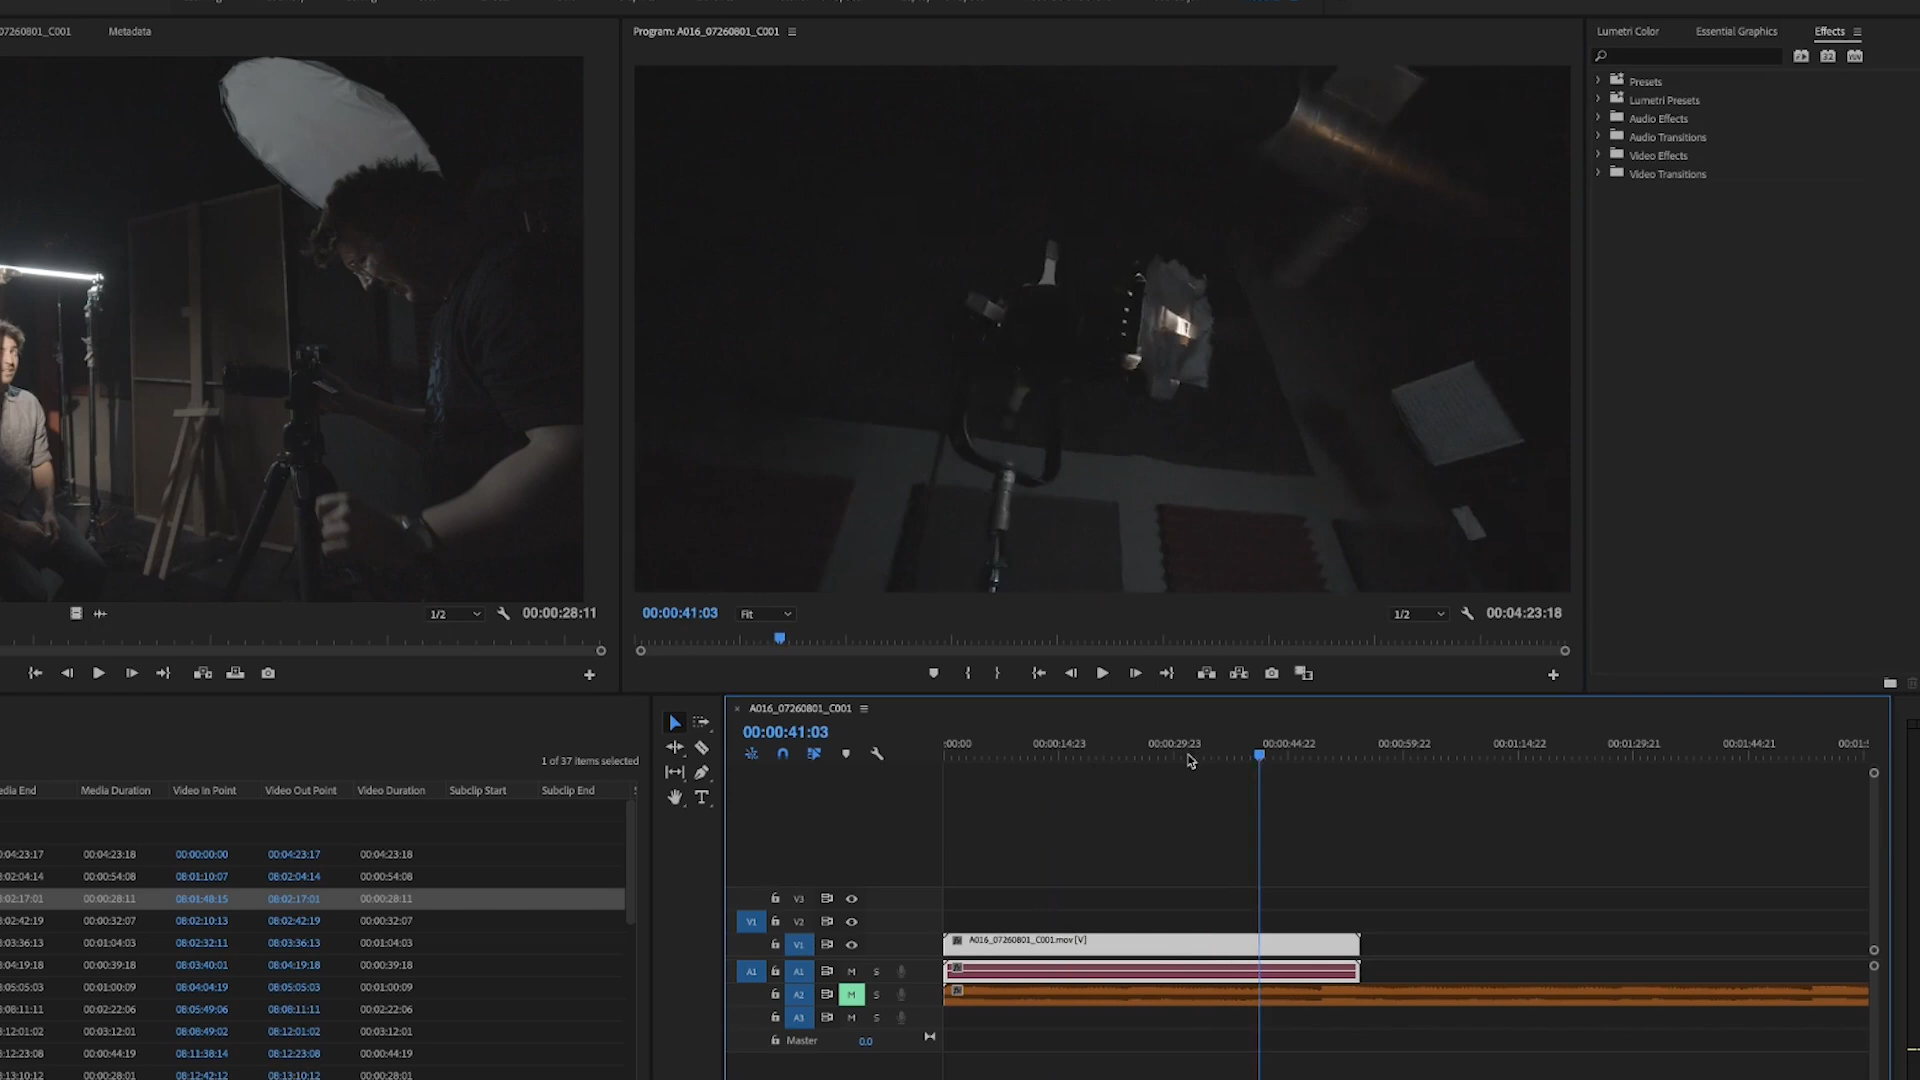 07260801_C001 Metadata
Program: A016_07260801_C001
Lumetri Color Essential Graphics Effects
Presets
Lumetri Presets
Audio Effects
Audio Transitions
Video Effects
Video Transitions
1/2 00:00:28:11
00:00:41:03 Fit 1/2 00:04:23:18
A016_07260801_C001
00:00:41:03
:00:00 00:00:14:23 00:00:29:23 00:00:44:22 00:00:59:22 00:01:14:22 00:01:29:21 00:01:44:21
1 of 37 items selected
edia End Media Duration Video In Point Video Out Point Video Duration Subclip Start Subclip End
:04:23:17 00:04:23:18 00:00:00:00 00:04:23:17 00:04:23:18
:02:04:14 00:00:54:08 08:01:10:07 08:02:04:14 00:00:54:08
:02:17:01 00:00:28:11 08:01:48:15 08:02:17:01 00:00:28:11
:02:42:19 00:00:32:07 08:02:10:13 08:02:42:19 00:00:32:07
:03:36:13 00:01:04:03 08:02:32:11 08:03:36:13 00:01:04:03
:04:19:18 00:00:39:18 08:03:40:01 08:04:19:18 00:00:39:18
:05:05:03 00:01:00:09 08:04:04:19 08:05:05:03 00:01:00:09
:08:11:11 00:02:22:06 08:05:49:06 08:08:11:11 00:02:22:06
:12:01:02 00:03:12:01 08:08:49:02 08:12:01:02 00:03:12:01
:12:23:08 00:00:44:19 08:11:38:14 08:12:23:08 00:00:44:19
:13:10:12 00:00:28:01 08:12:42:12 08:13:10:12 00:00:28:01
V3
V1 V2
V1 A016_07260801_C001.mov [V]
A1 A1 M S
A2 M S
A3 M S
Master 0.0